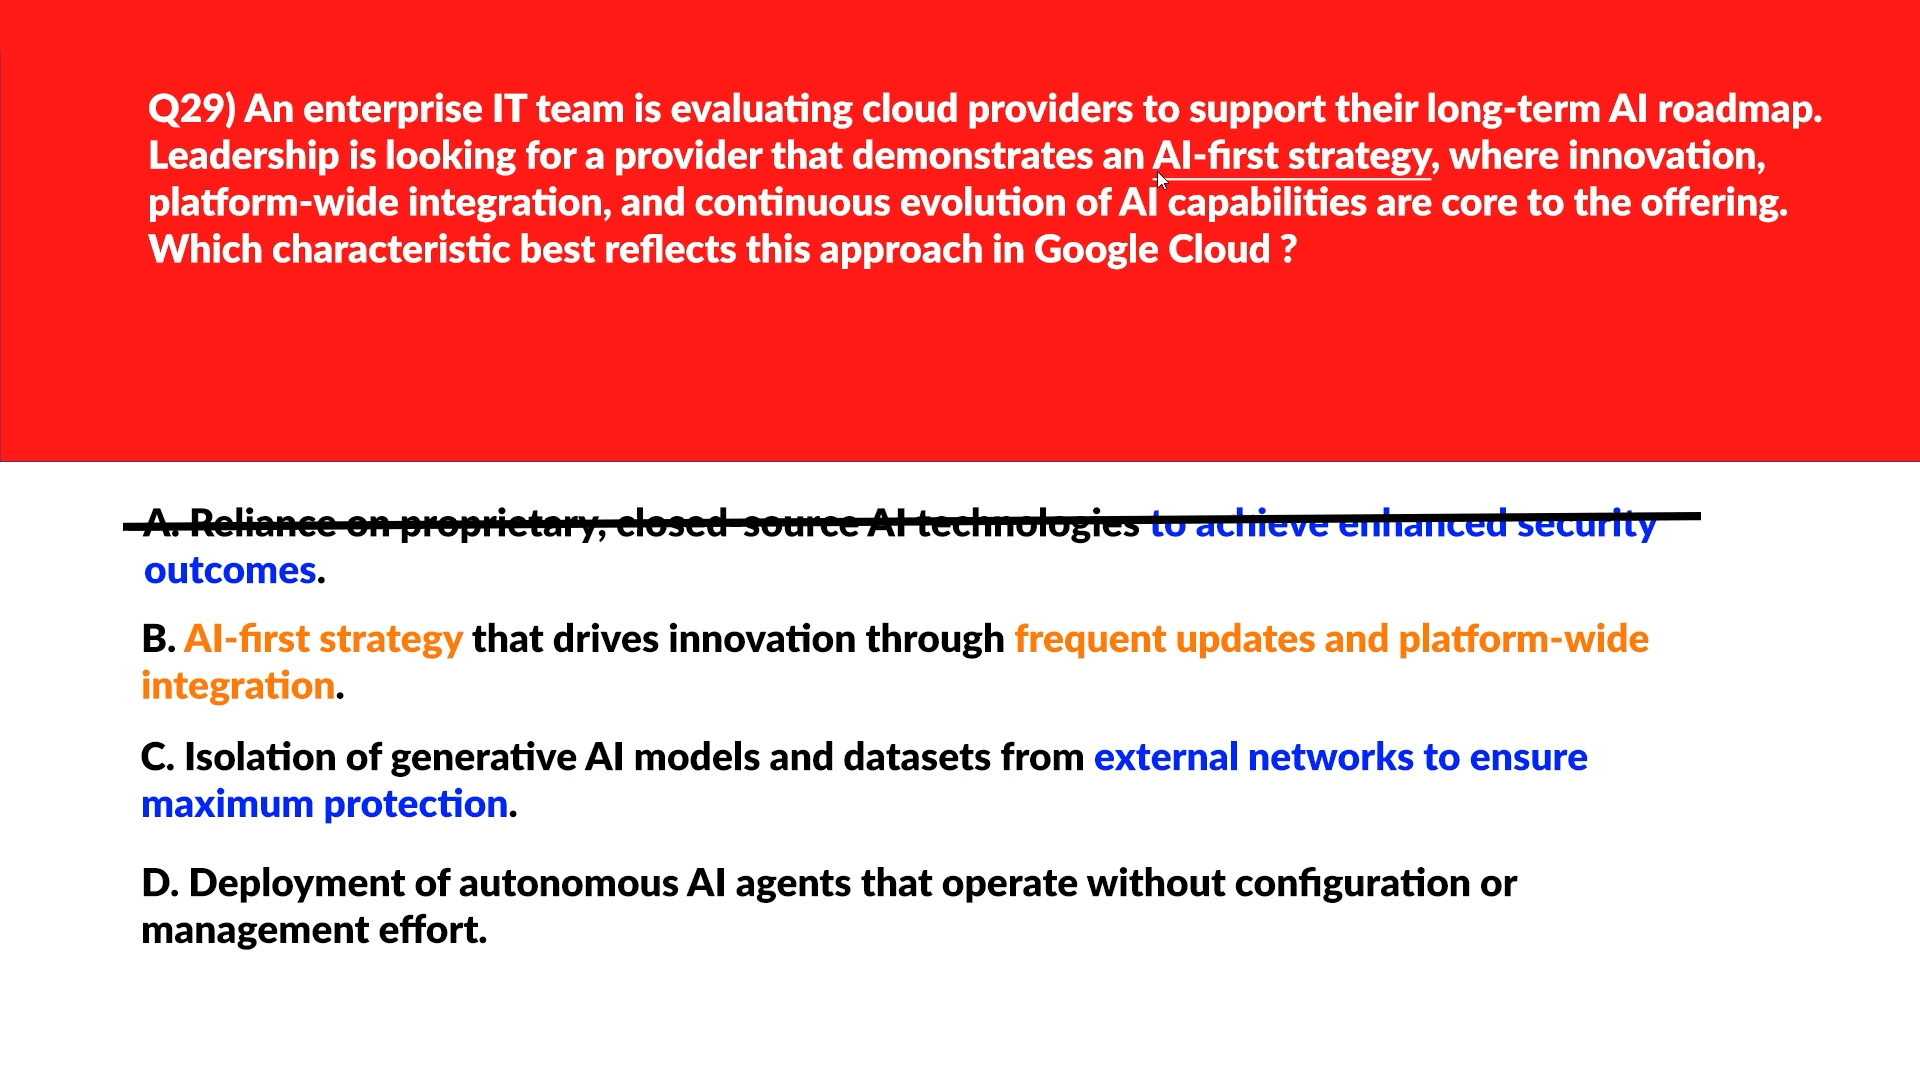 Q29) An enterprise IT team is evaluating cloud providers to support their long-term AI roadmap.
Leadership is looking for a provider that demonstrates an AI-first strategy, where innovation,
platform-wide integration, and continuous evolution of AI capabilities are core to the offering.
Which characteristic best reflects this approach in Google Cloud ?
A. Reliance on proprietary, closed-source AI technologies to achieve enhanced security
outcomes.
B. AI-first strategy that drives innovation through frequent updates and platform-wide
integration.
C. Isolation of generative AI models and datasets from external networks to ensure
maximum protection.
D. Deployment of autonomous AI agents that operate without configuration or
management effort.